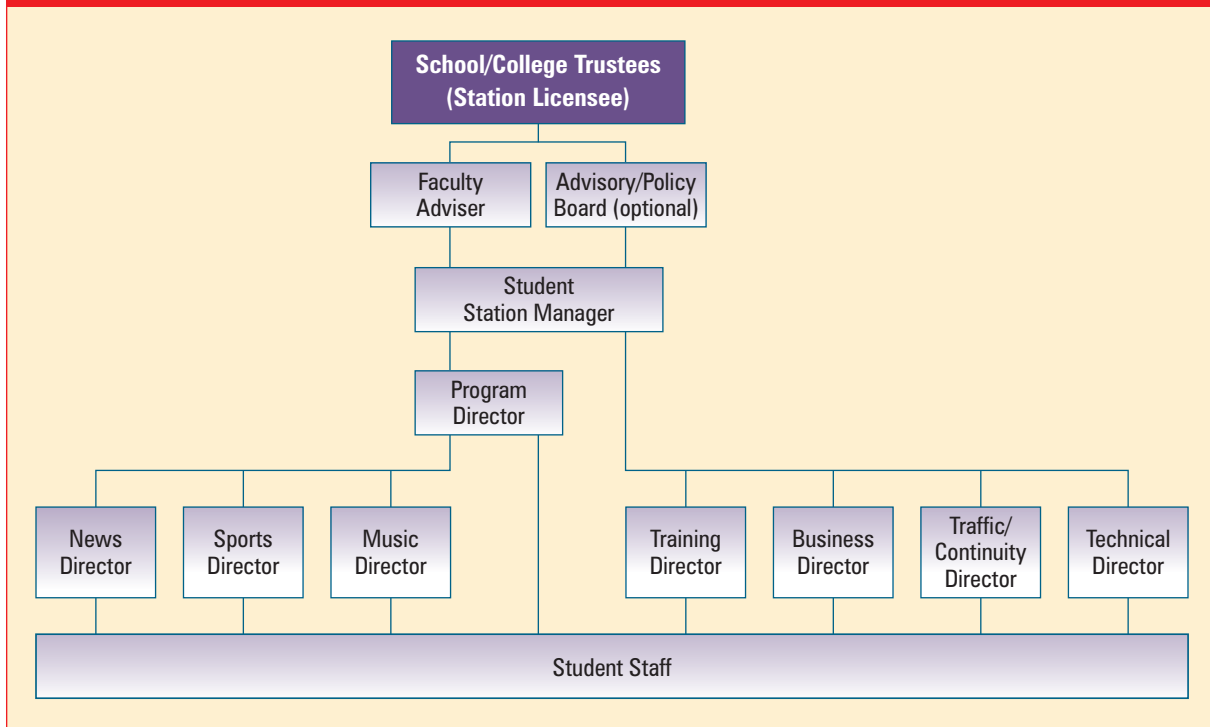 School/College Trustees
(Station Licensee)
Faculty
Adviser
Advisory/Policy
Board (optional)
Student
Station Manager
Program
Director
News
Director
Sports
Director
Music
Director
Training
Director
Business
Director
Traffic/
Continuity
Director
Technical
Director
Student Staff